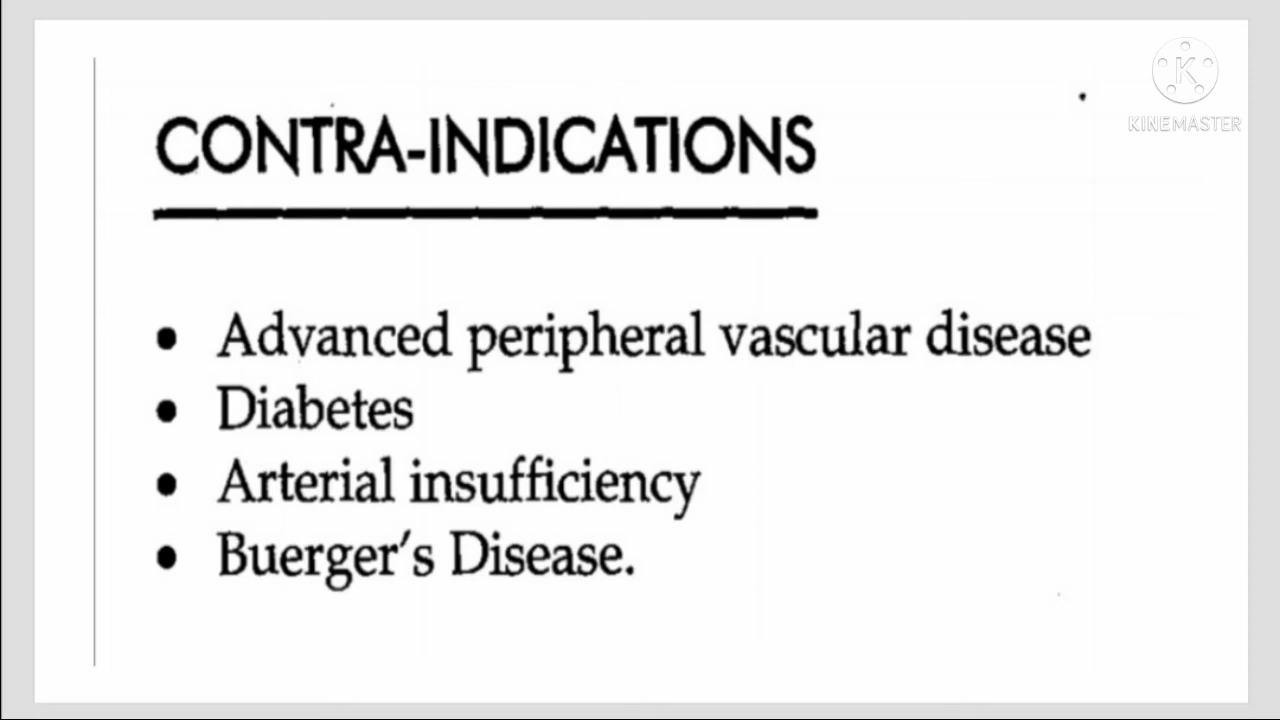 KINEMASTER
CONTRA-INDICATIONS
• Advanced peripheral vascular disease
• Diabetes
• Arterial insufficiency
• Buerger's Disease.